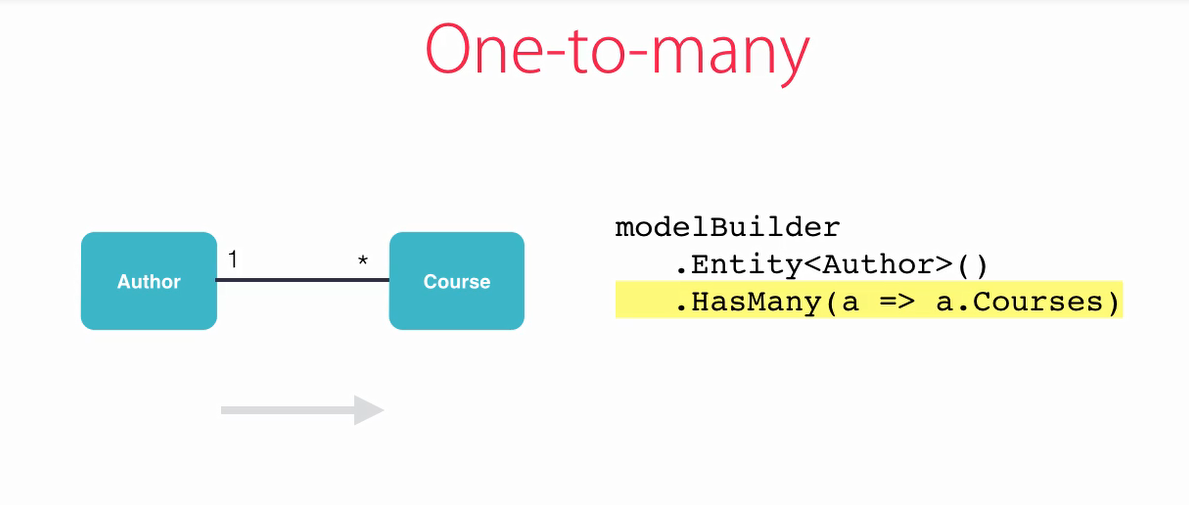 One-to-many
Author
1
*
Course
modelBuilder
.Entity<Author>()
.HasMany(a => a.Courses)